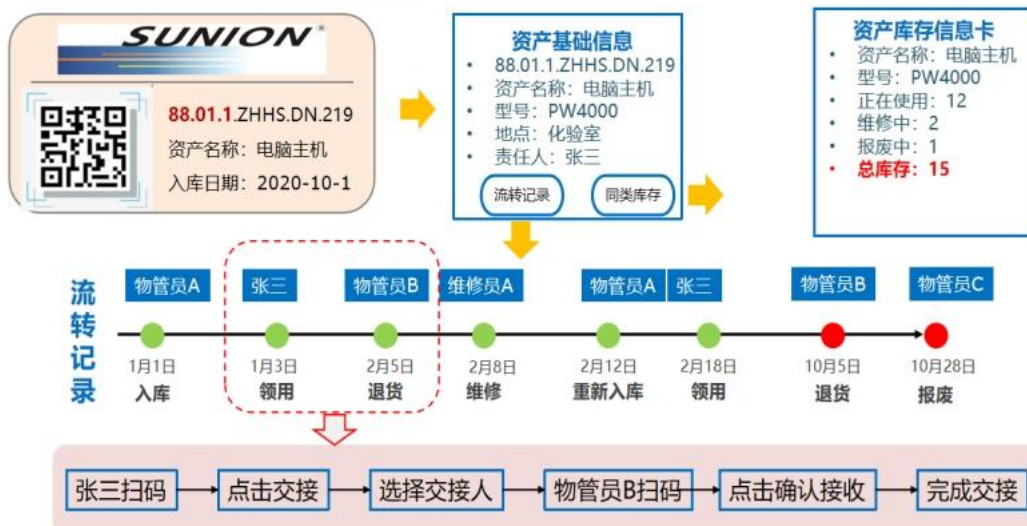 SUNION®
88.01.1.ZHHS.DN.219
资产名称：电脑主机
入库日期：2020-10-1
资产基础信息
• 88.01.1.ZHHS.DN.219
• 资产名称：电脑主机
• 型号：PW4000
• 地点：化验室
• 责任人：张三
流转记录
同类库存
资产库存信息卡
• 资产名称：电脑主机
• 型号：PW4000
• 正在使用：12
• 维修中：2
• 报废中：1
• 总库存：15
流转记录
物管员A 张三 物管员B 维修员A 物管员A 张三 物管员B 物管员C
1月1日 1月3日 2月5日 2月8日 2月12日 2月18日 10月5日 10月28日
入库 领用 退货 维修 重新入库 领用 退货 报废
张三扫码 点击交接 选择交接人 物管员B扫码 点击确认接收 完成交接